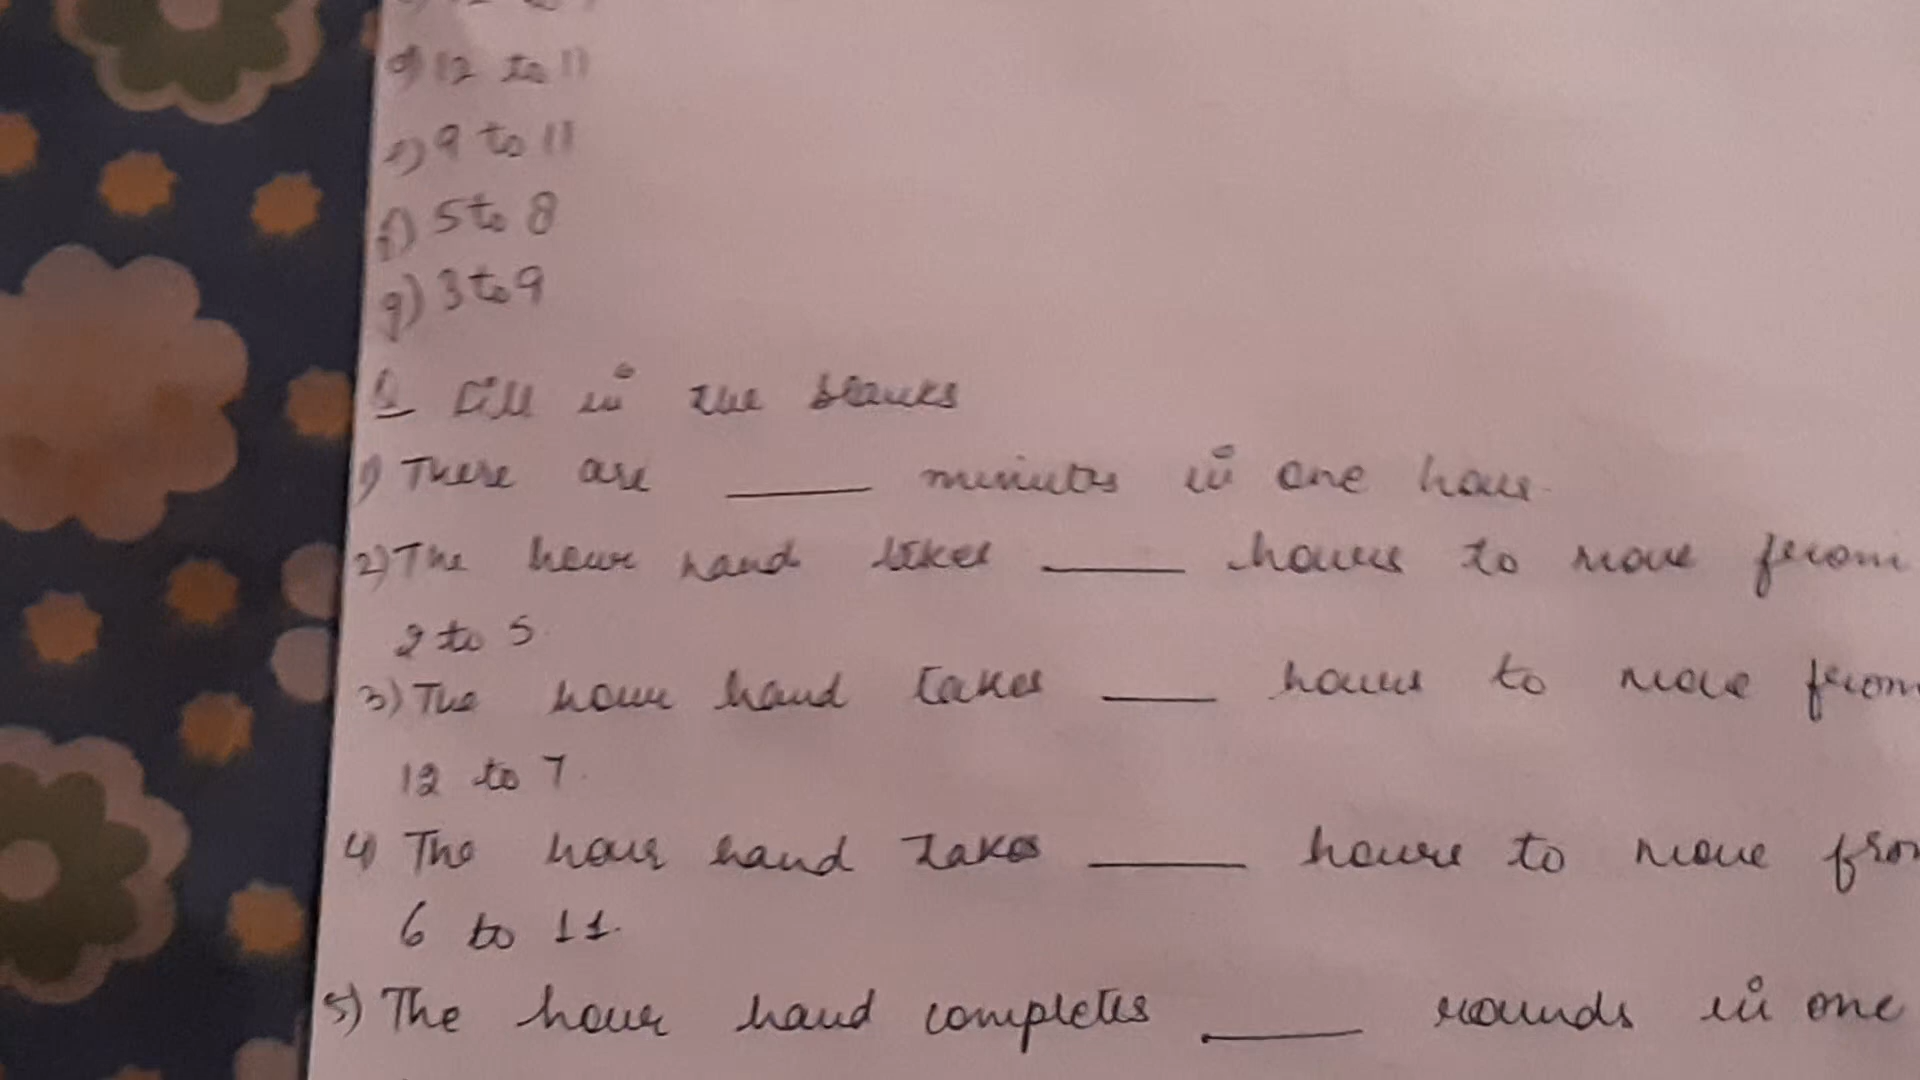 d) 12 to 11
e) 9 to 11
f) 5 to 8
g) 3 to 9
Q Fill in the blanks
1) There are ____ minutes in one hour.
2) The hour hand takes ____ hours to move from
2 to 5.
3) The hour hand takes ____ hours to move from
12 to 7.
4) The hour hand takes ____ hours to move from
6 to 11.
5) The hour hand completes ____ rounds in one